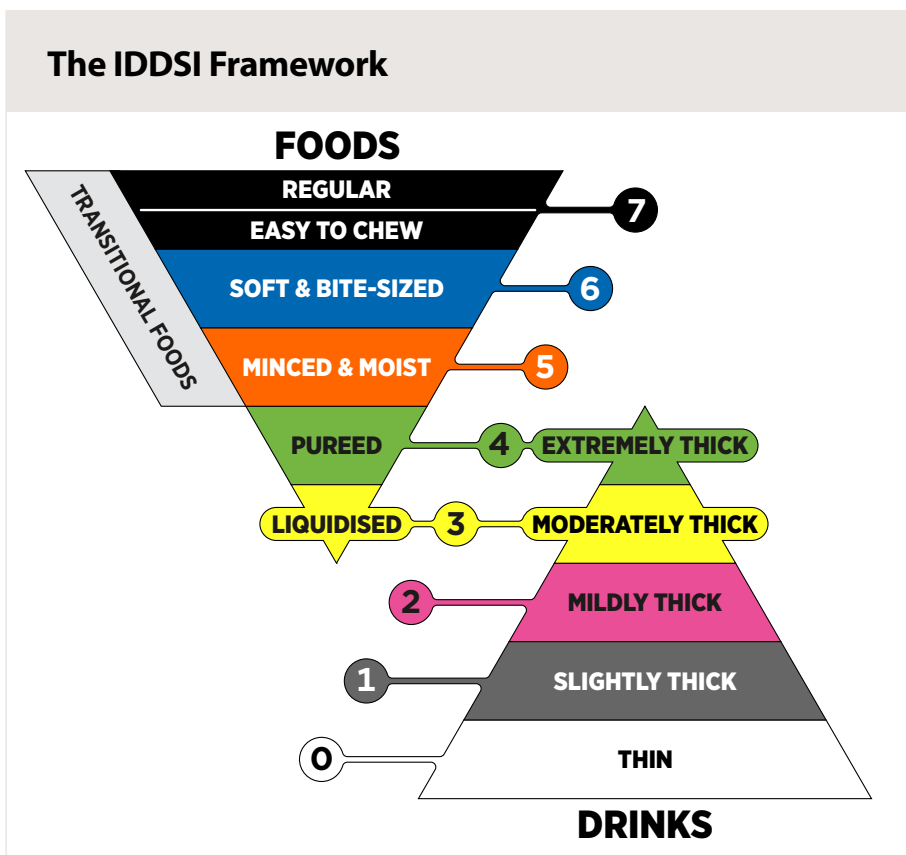 The IDDSI Framework
FOODS
TRANSITIONAL FOODS
REGULAR
EASY TO CHEW
7
SOFT & BITE-SIZED
6
MINCED & MOIST
5
PUREED
4
EXTREMELY THICK
LIQUIDISED
3
MODERATELY THICK
2
MILDLY THICK
1
SLIGHTLY THICK
0
THIN
DRINKS